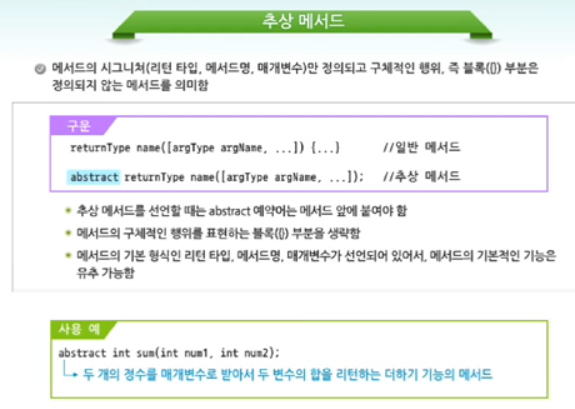 추상 메서드
메서드의 시그니쳐(리턴 타입, 메서드명, 매개변수)만 정의되고 구체적인 행위, 즉 블록({}) 부분은
정의되지 않는 메서드를 의미함
구문
returnType name([argType argName, ...]) {...} //일반 메서드
abstract returnType name([argType argName, ...]); //추상 메서드
추상 메서드를 선언할 때는 abstract 예약어는 메서드 앞에 붙여야 함
메서드의 구체적인 행위를 표현하는 블록({}) 부분을 생략함
메서드의 기본 형식인 리턴 타입, 메서드명, 매개변수가 선언되어 있어서, 메서드의 기본적인 기능은
유추 가능함
사용 예
abstract int sum(int num1, int num2);
두 개의 정수를 매개변수로 받아서 두 변수의 합을 리턴하는 더하기 기능의 메서드